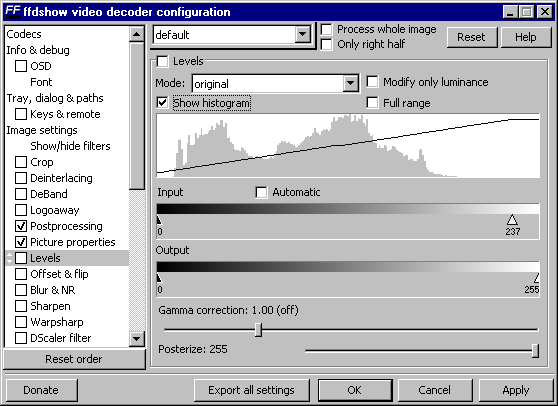 FF ffdshow video decoder configuration
Codecs
Info & debug
OSD
Font
Tray, dialog & paths
Keys & remote
Image settings
Show/hide filters
Crop
Deinterlacing
DeBand
Logoaway
Postprocessing
Picture properties
Levels
Offset & flip
Blur & NR
Sharpen
Warpsharp
DScaler filter
Reset order
default
Process whole image
Only right half
Reset
Help
Levels
Mode: original
Modify only luminance
Show histogram
Full range
Input
Automatic
0 237
Output
0 255
Gamma correction: 1.00 (off)
Posterize: 255
Donate
Export all settings
OK
Cancel
Apply